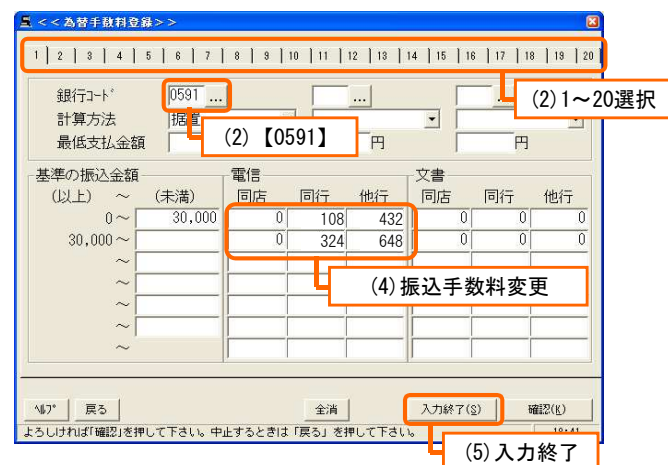 <<為替手数料登録>>
1 2 3 4 5 6 7 8 9 10 11 12 13 14 15 16 17 18 19 20
(2)1～20選択
銀行ｺｰﾄﾞ 0591 ... ...
計算方法 据置
(2)【0591】
最低支払金額 円 円
基準の振込金額 電信 文書
(以上) ～ (未満) 同店 同行 他行 同店 同行 他行
0～ 30,000 0 108 432 0 0 0
30,000～ 0 324 648 0 0 0
～
～
(4)振込手数料変更
～
～
～
ﾍﾙﾌﾟ 戻る 全消 入力終了(S) 確認(K)
よろしければ「確認」を押して下さい。中止するときは「戻る」を押して下さい。
(5)入力終了